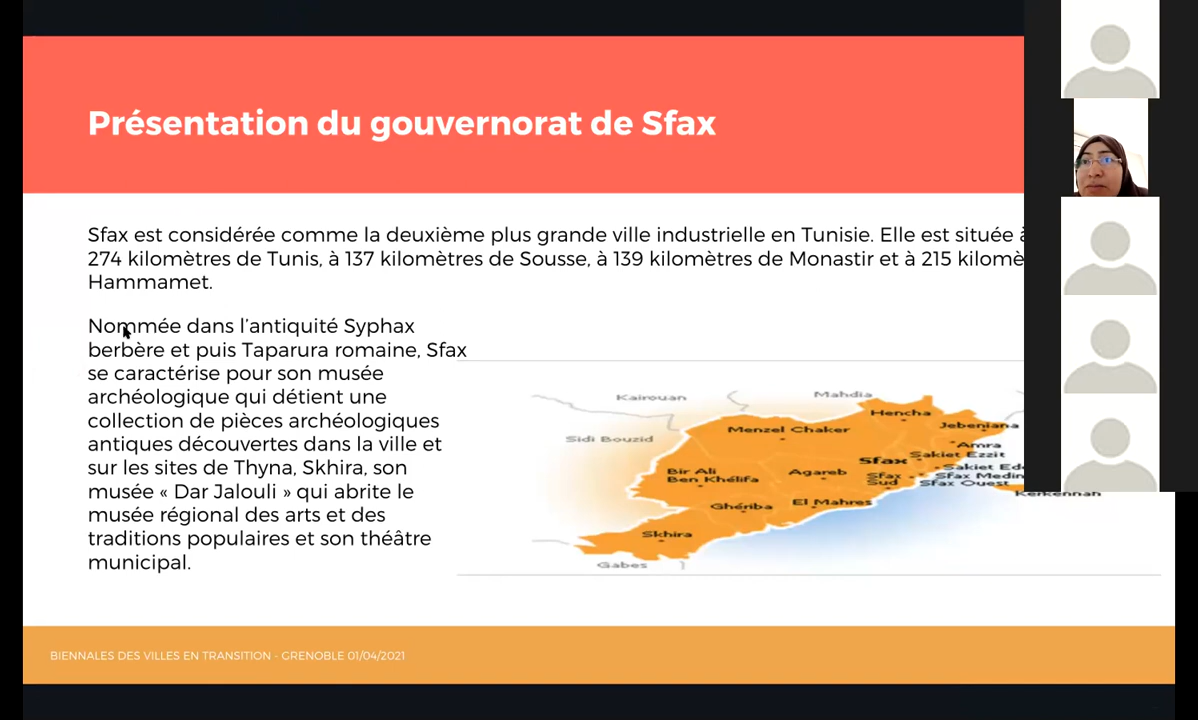 Présentation du gouvernorat de Sfax
Sfax est considérée comme la deuxième plus grande ville industrielle en Tunisie. Elle est située
274 kilomètres de Tunis, à 137 kilomètres de Sousse, à 139 kilomètres de Monastir et à 215
Hammamet.
Nommée dans l'antiquité Syphax
berbère et puis Taparura romaine, Sfax
se caractérise pour son musée
archéologique qui détient une
collection de pièces archéologiques
antiques découvertes dans la ville et
sur les sites de Thyna, Skhira, son
musée « Dar Jalouli » qui abrite le
musée régional des arts et des
traditions populaires et son théâtre
municipal.
Kairouan
Mahdia
Hencha
Menzel Chaker
Jebeniana
Sidi Bouzid
Amra
Sakiet Ezzit
Sfax
Bir Ali
Ben Khélifa
Agareb
Sakiet
Sfax
Sud
Sfax
Sfax Ouest
Kerkennah
Ghériba
El Mahres
Skhira
Gabes
BIENNALES DES VILLES EN TRANSITION - GRENOBLE 01/04/2021